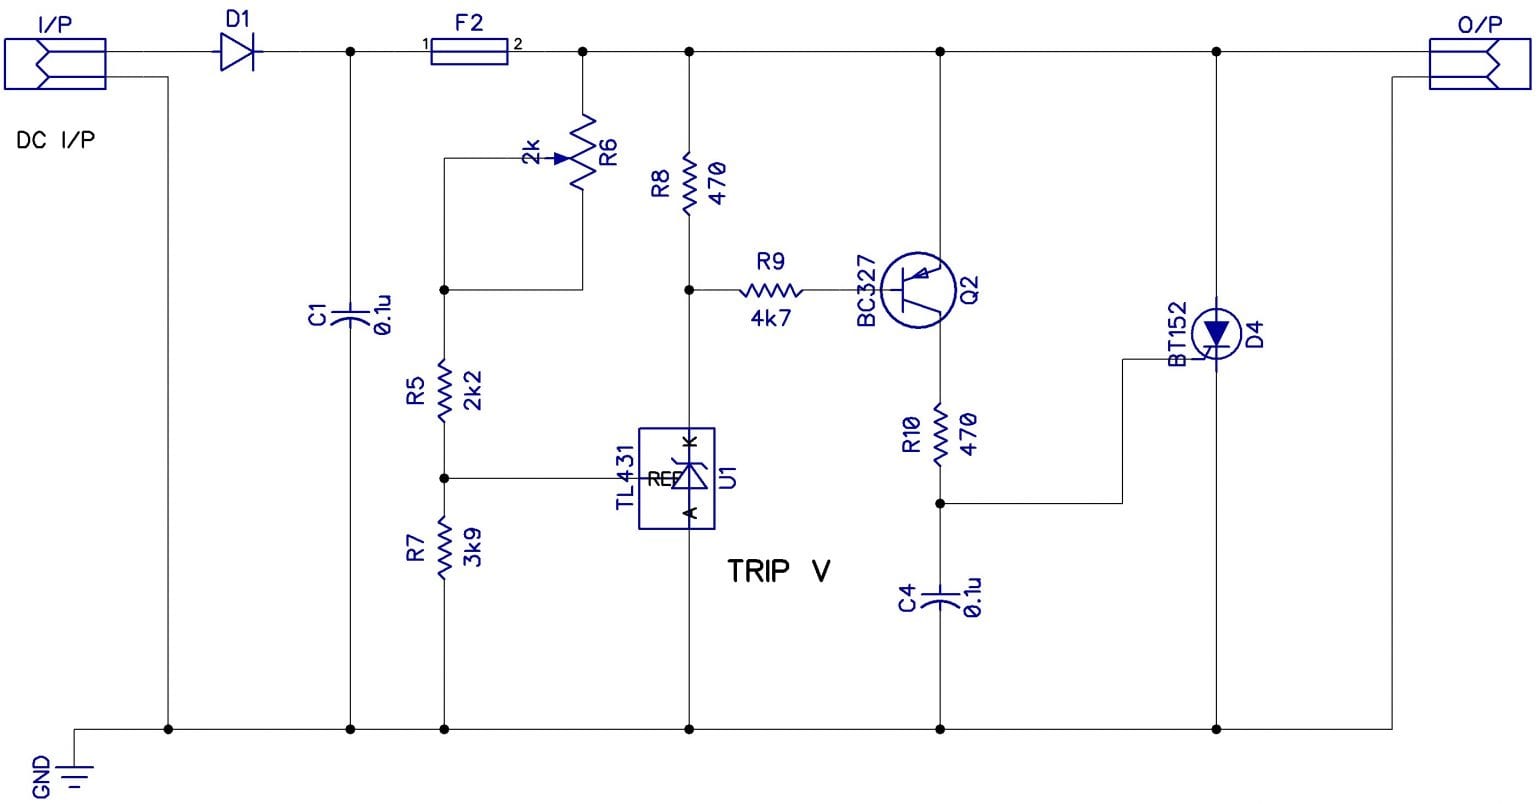 I/P
D1
F2
O/P
1
2
DC I/P
2k
R6
R8
470
R9
4k7
BC327
Q2
C1
0.1u
BT152
D4
R5
2k2
R10
470
TL431
REF
K
A
U1
R7
3k9
TRIP V
C4
0.1u
GND